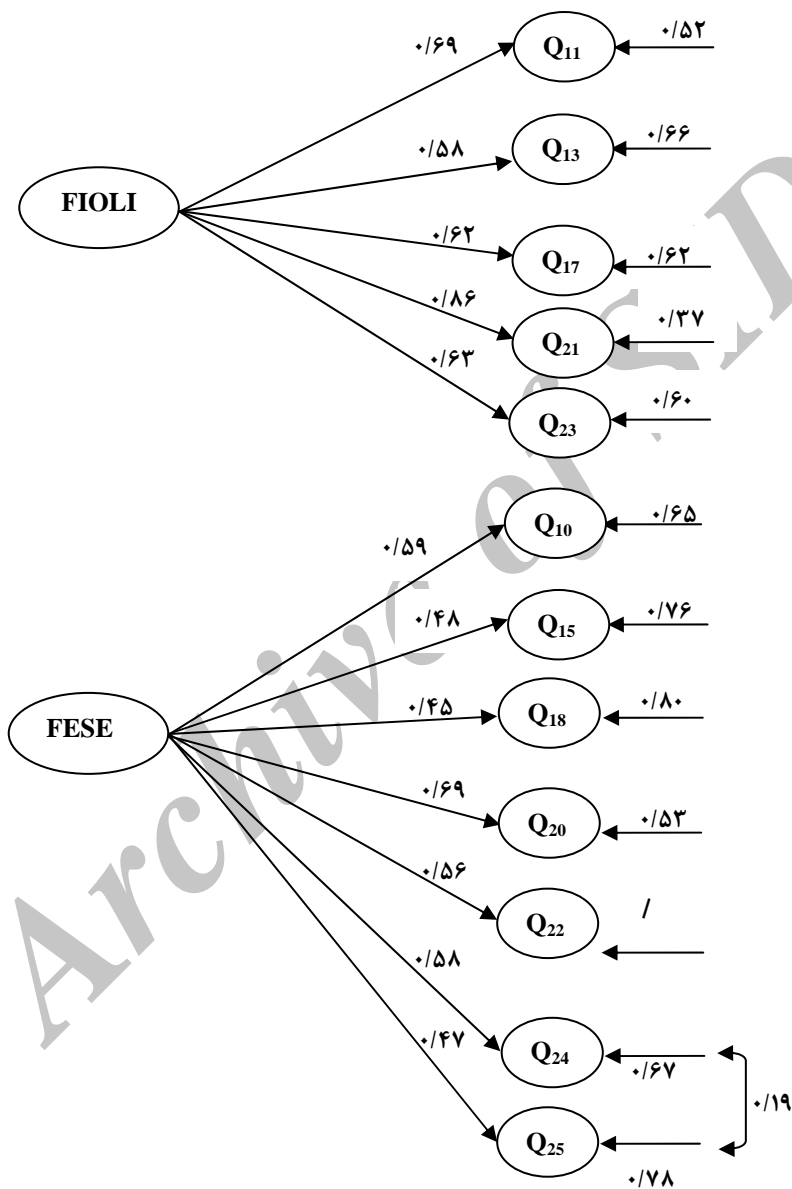 ۰/۶۹ Q11 ۰/۵۲
۰/۵۸ Q13 ۰/۶۶
FIOLI
۰/۶۲ Q17 ۰/۶۲
۰/۸۶ Q21 ۰/۳۷
۰/۶۳ Q23 ۰/۶۰
۰/۵۹ Q10 ۰/۶۵
۰/۴۸ Q15 ۰/۷۶
۰/۴۵ Q18 ۰/۸۰
FESE
۰/۶۹ Q20 ۰/۵۳
۰/۵۶ Q22 /
۰/۵۸ Q24 ۰/۶۷
۰/۴۷ Q25 ۰/۷۸
۰/۱۹
Archive of SID